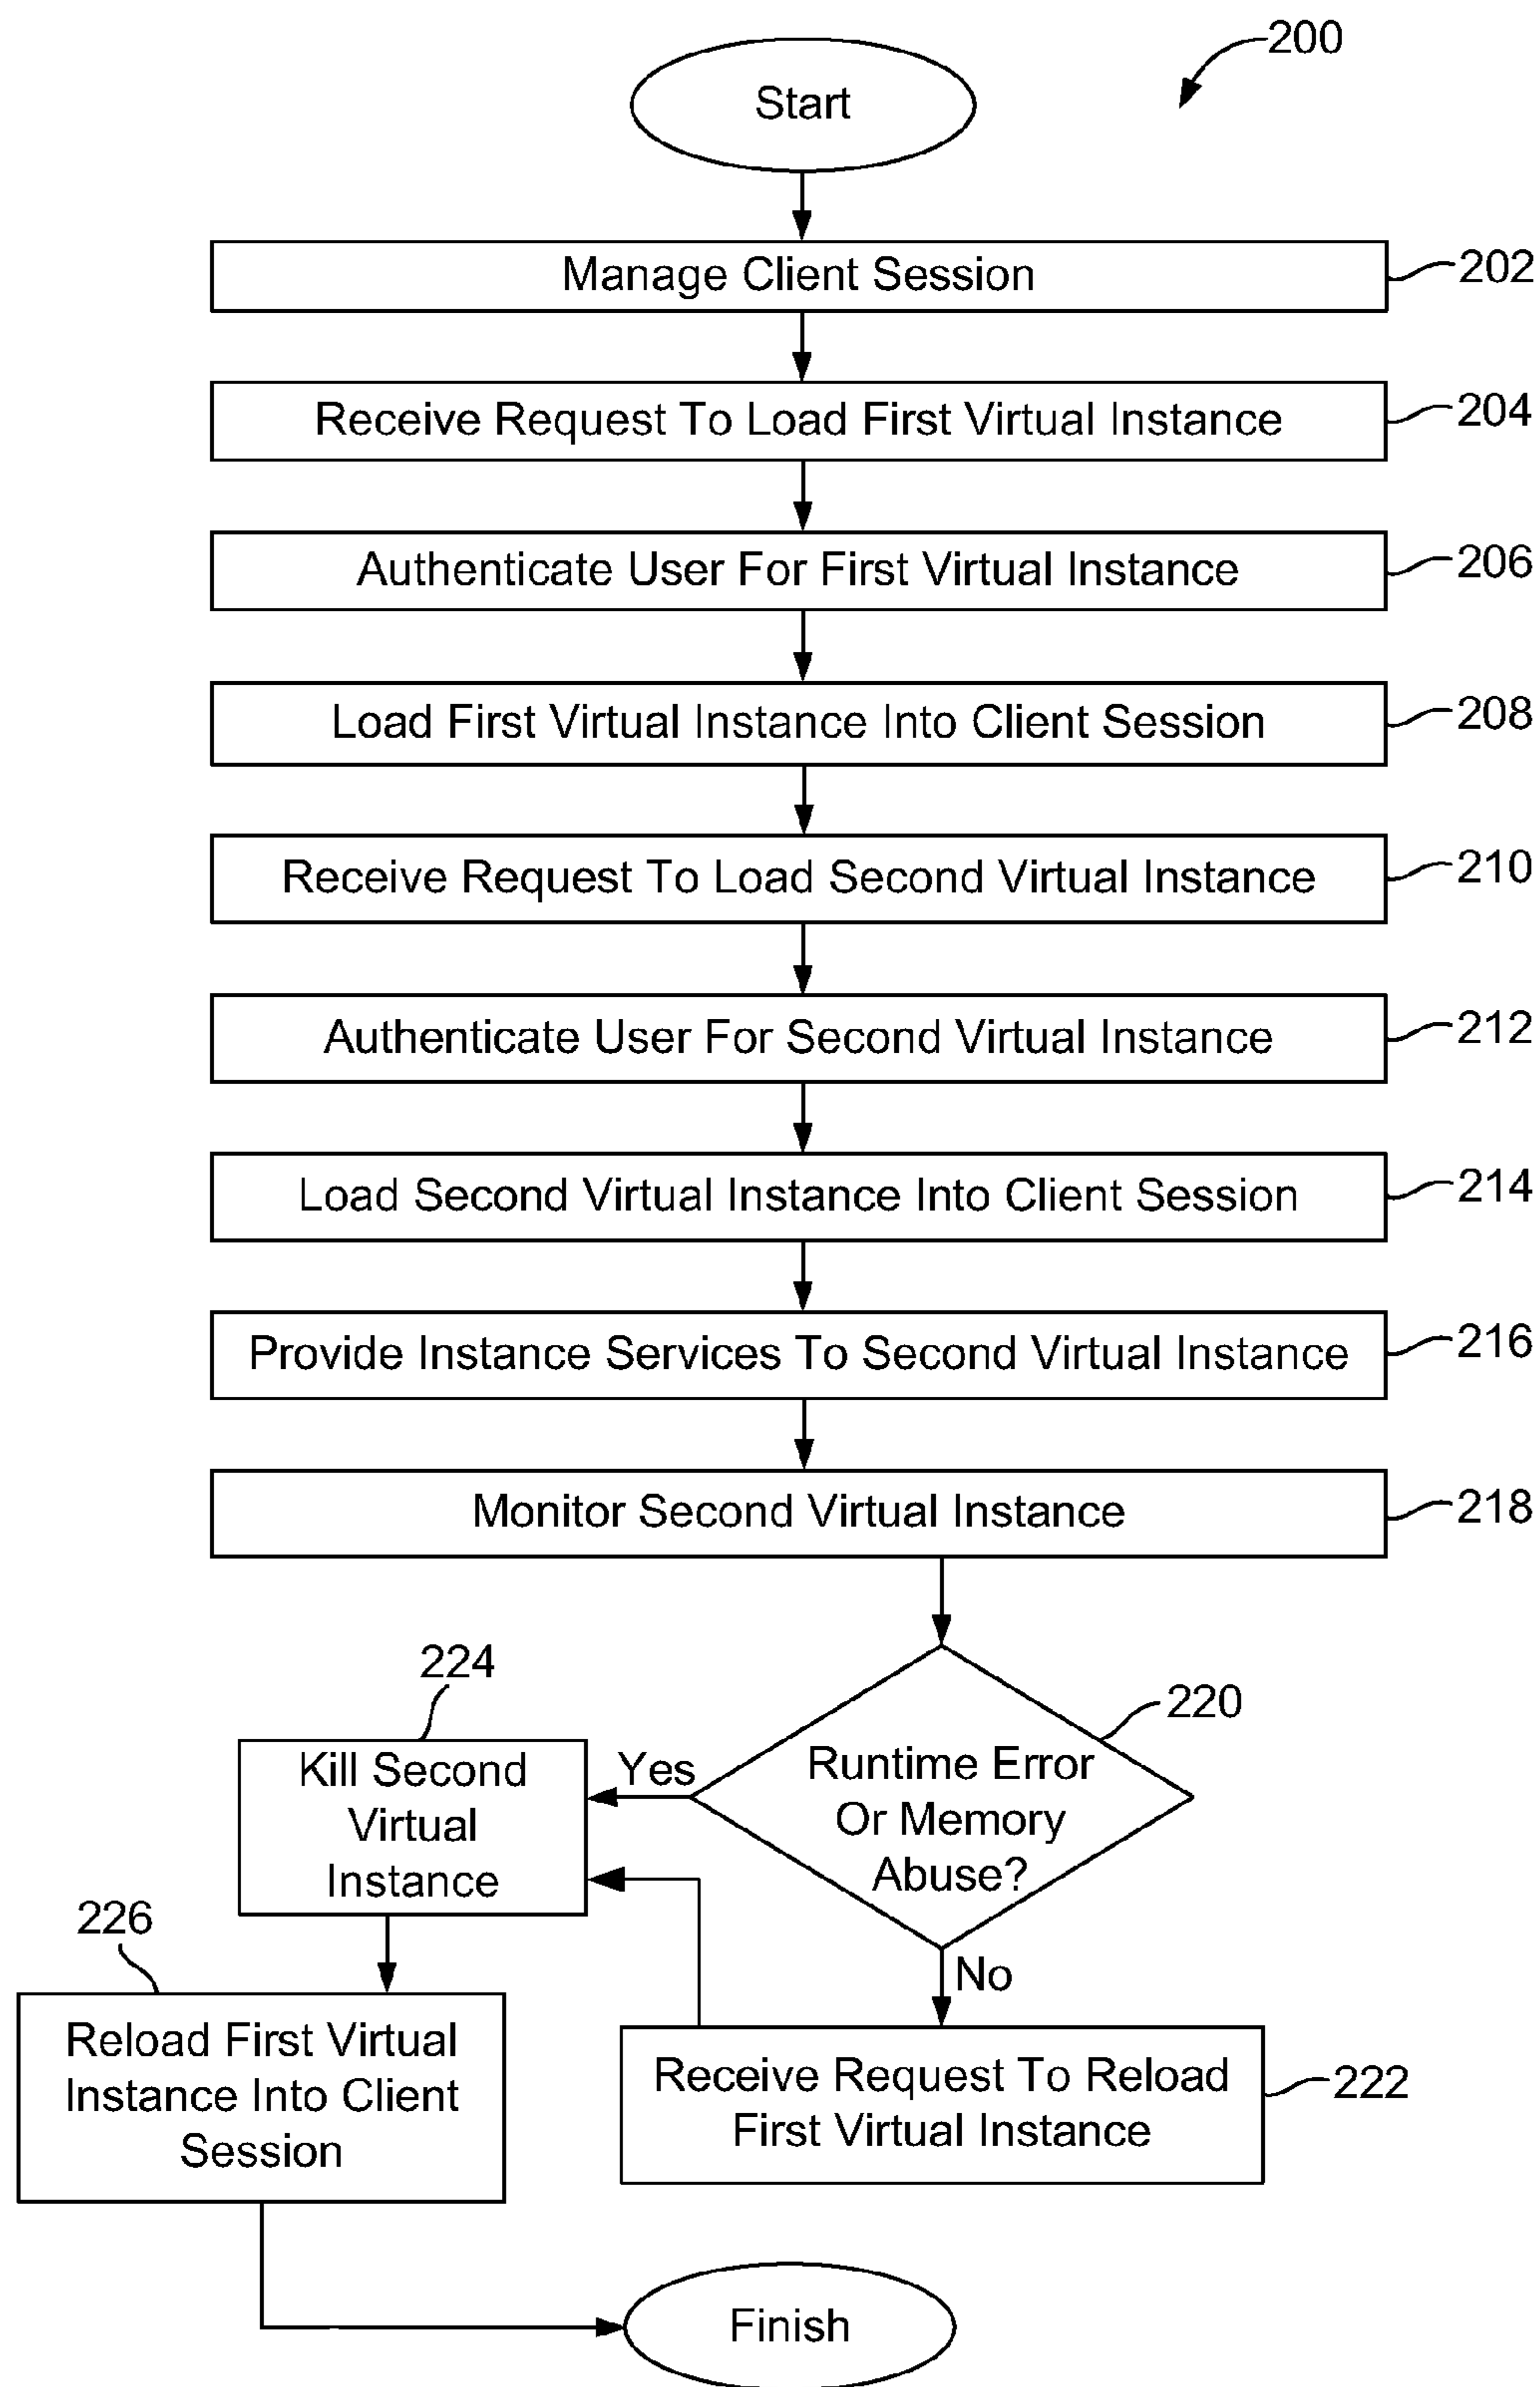 200
Start
Manage Client Session
202
Receive Request To Load First Virtual Instance
204
Authenticate User For First Virtual Instance
206
Load First Virtual Instance Into Client Session
208
Receive Request To Load Second Virtual Instance
210
Authenticate User For Second Virtual Instance
212
Load Second Virtual Instance Into Client Session
214
Provide Instance Services To Second Virtual Instance
216
Monitor Second Virtual Instance
218
220
Runtime Error
Or Memory
Abuse?
Yes
224
Kill Second
Virtual
Instance
No
Receive Request To Reload
First Virtual Instance
222
226
Reload First Virtual
Instance Into Client
Session
Finish